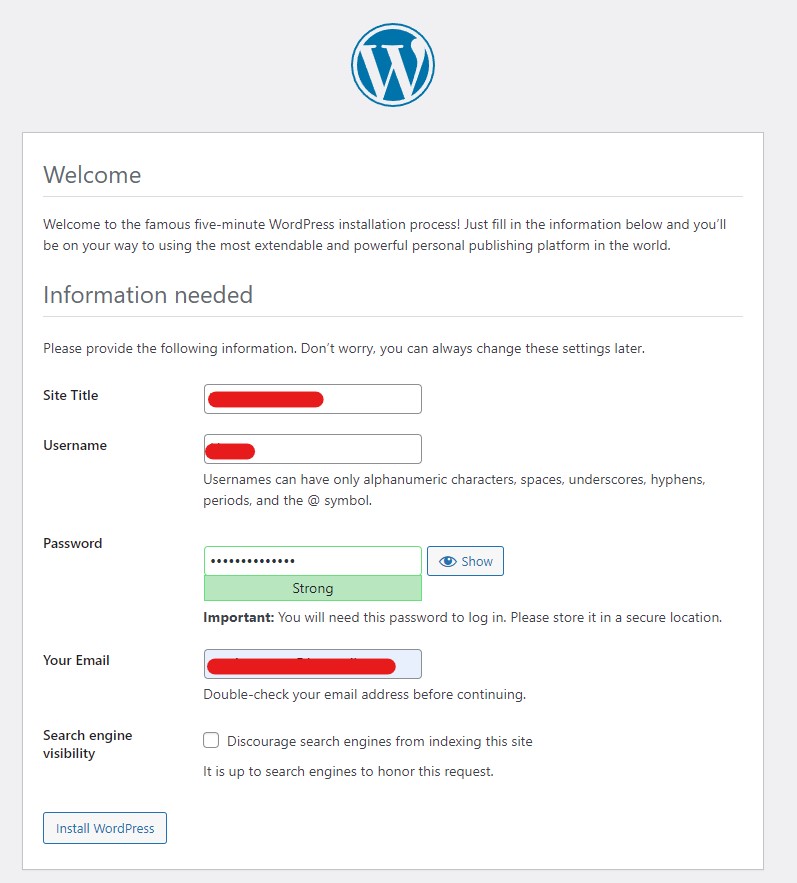 Welcome
Welcome to the famous five-minute WordPress installation process! Just fill in the information below and you’ll
be on your way to using the most extendable and powerful personal publishing platform in the world.
Information needed
Please provide the following information. Don’t worry, you can always change these settings later.
Site Title
Username
Usernames can have only alphanumeric characters, spaces, underscores, hyphens,
periods, and the @ symbol.
Password
•••••••••••••• Show
Strong
Important: You will need this password to log in. Please store it in a secure location.
Your Email
Double-check your email address before continuing.
Search engine
visibility
Discourage search engines from indexing this site
It is up to search engines to honor this request.
Install WordPress